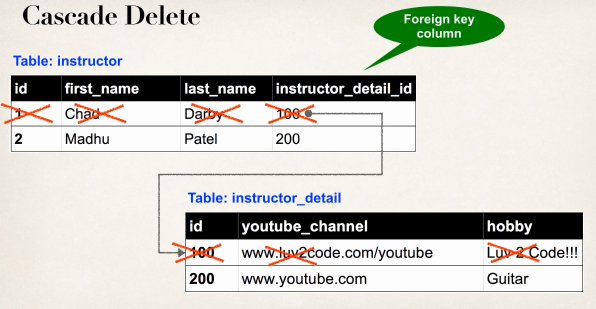 Cascade Delete
Foreign key
column
Table: instructor
id first_name last_name instructor_detail_id
1 Chad Darby 100
2 Madhu Patel 200
Table: instructor_detail
id youtube_channel hobby
100 www.luv2code.com/youtube Luv 2 Code!!!
200 www.youtube.com Guitar